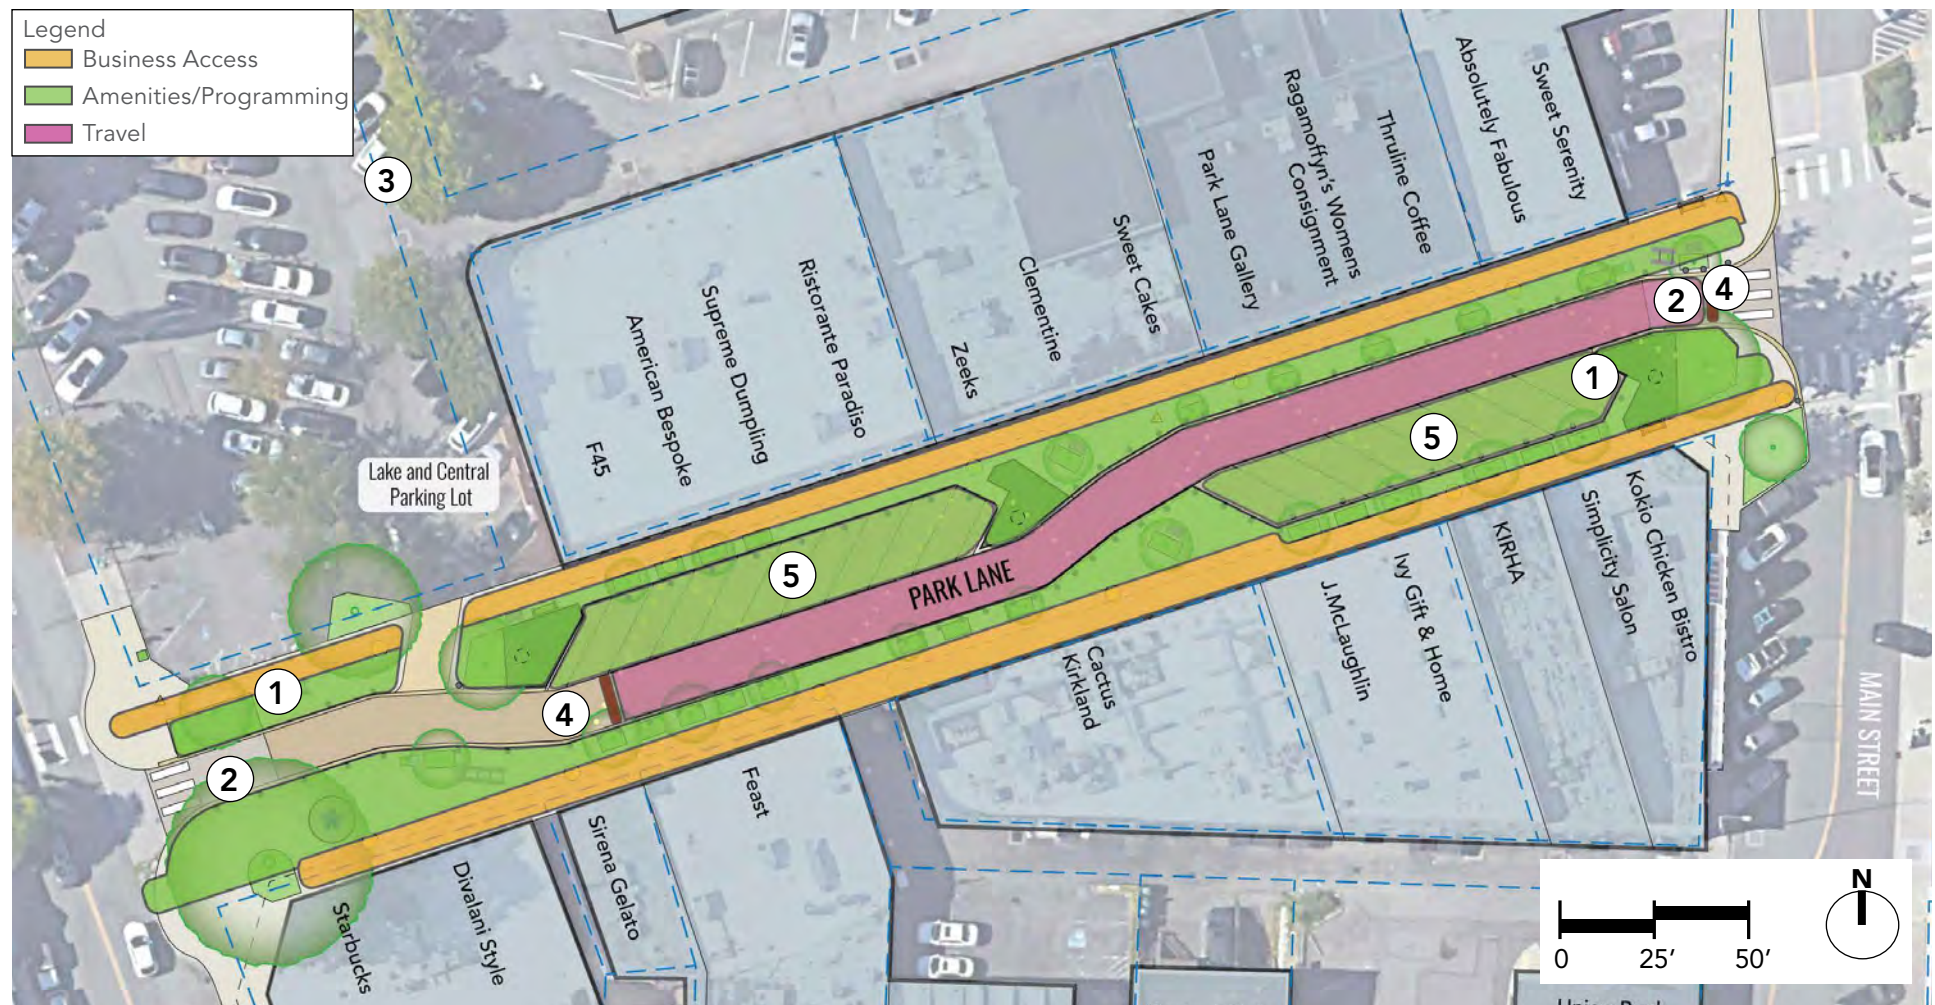 Legend
Business Access
Amenities/Programming
Travel
3
Sweet Serenity
Absolutely Fabulous
Thruline Coffee
Ragamoffyn's Womens
Consignment
Park Lane Gallery
Sweet Cakes
Clementine
Zeeks
Ristorante Paradiso
Supreme Dumpling
American Bespoke
F45
2
4
1
5
Lake and Central
Parking Lot
5
PARK LANE
1
4
2
Kokio Chicken Bistro
Simplicity Salon
KIRHA
Ivy Gift & Home
J.McLaughlin
Cactus
Kirkland
Feast
Sirena Gelato
Divalani Style
Starbucks
MAIN STREET
N
0 25’ 50’